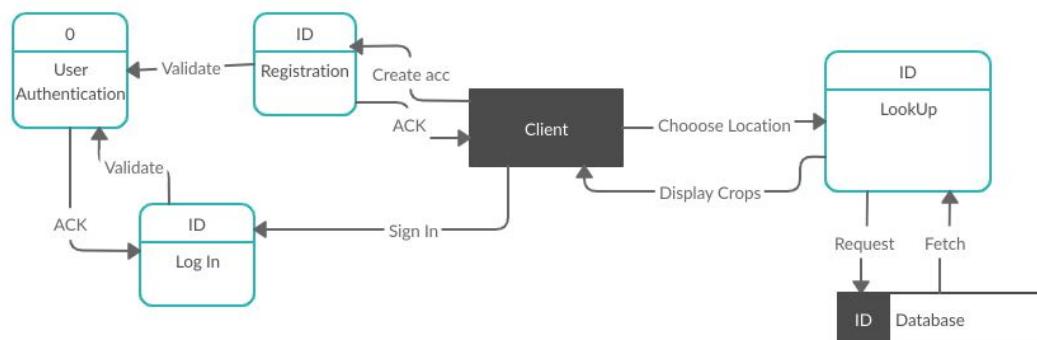 0
User
Authentication
Validate
ID
Registration
Create acc
ACK
Client
Chooose Location
Display Crops
ID
LookUp
Validate
ACK
ID
Log In
Sign In
Request
Fetch
ID
Database